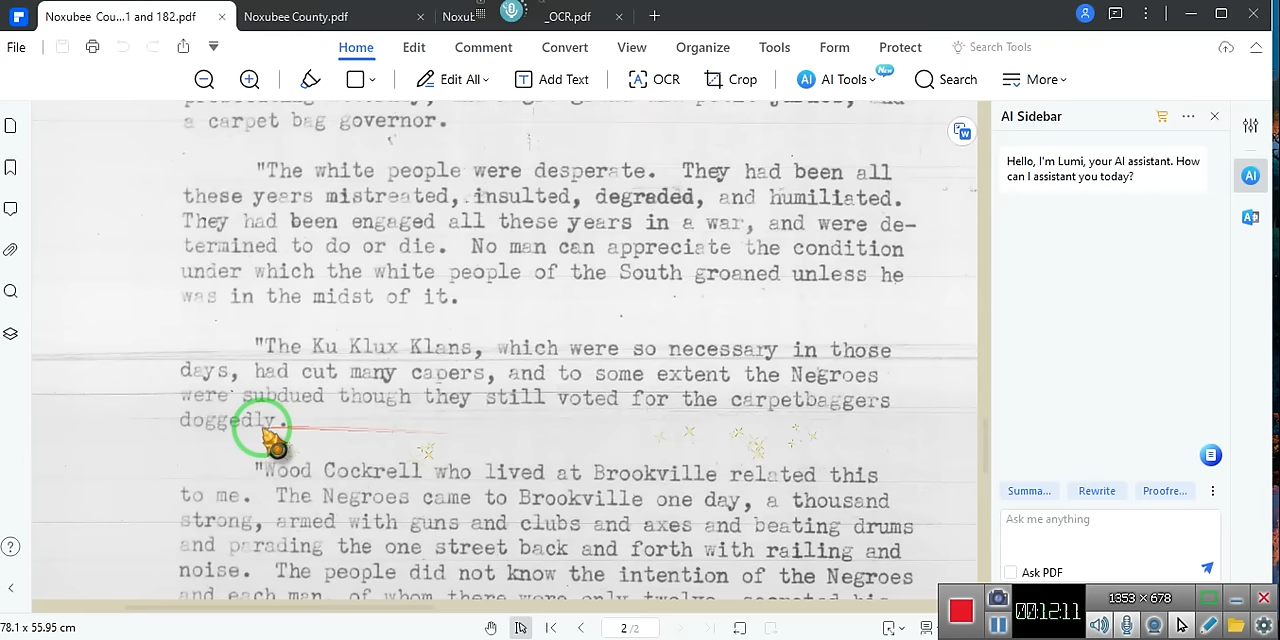 Noxubee Cou...1 and 182.pdf
Noxubee County.pdf
Noxub
_OCR.pdf
File
Home
Edit
Comment
Convert
View
Organize
Tools
Form
Protect
Search Tools
Edit All
Add Text
OCR
Crop
AI Tools
New
Search
More
a carpet bag governor.
"The white people were desperate. They had been all
these years mistreated, insulted, degraded, and humiliated.
They had been engaged all these years in a war, and were de-
termined to do or die. No man can appreciate the condition
under which the white people of the South groaned unless he
was in the midst of it.
"The Ku Klux Klans, which were so necessary in those
days, had cut many capers, and to some extent the Negroes
were subdued though they still voted for the carpetbaggers
doggedly.
"Wood Cockrell who lived at Brookville related this
to me. The Negroes came to Brookville one day, a thousand
strong, armed with guns and clubs and axes and beating drums
and parading the one street back and forth with railing and
noise. The people did not know the intention of the Negroes
and each man, of whom there were only twelve,
AI Sidebar
Hello, I'm Lumi, your AI assistant. How
can I assistant you today?
Summa...
Rewrite
Proofre...
Ask me anything
Ask PDF
78.1 x 55.95 cm
2 /2
00:12:11
1353 × 678